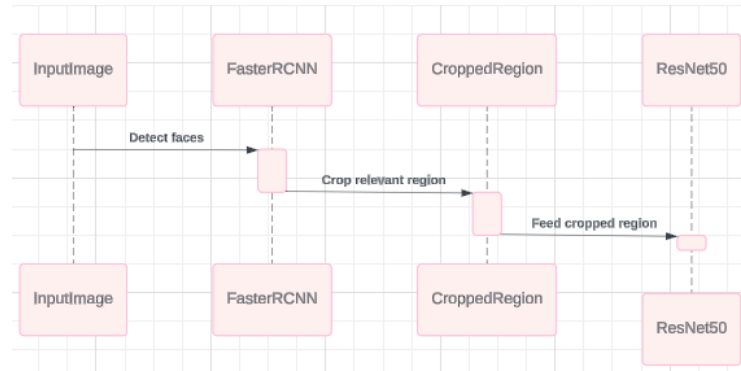 InputImage
FasterRCNN
CroppedRegion
ResNet50
Detect faces
Crop relevant region
Feed cropped region
InputImage
FasterRCNN
CroppedRegion
ResNet50